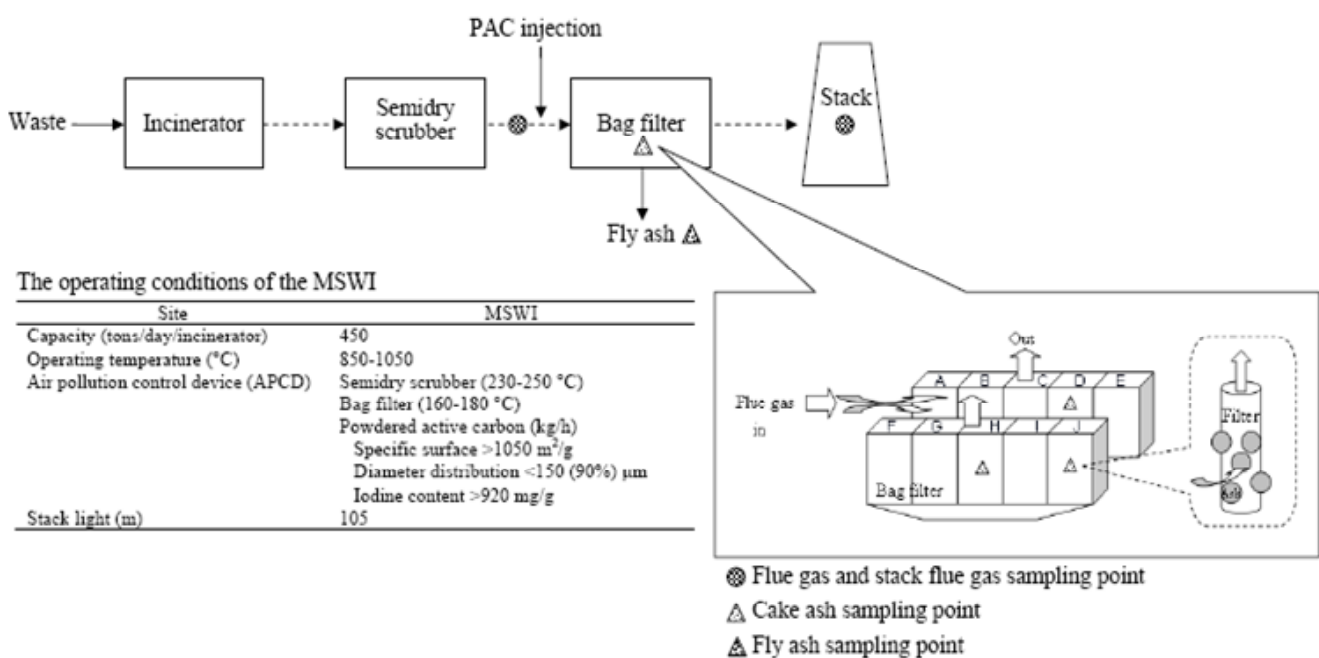 PAC injection
Waste
Incinerator
Semidry
scrubber
Bag filter
Stack
Fly ash
The operating conditions of the MSWI
Site MSWI
Capacity (tons/day/incinerator) 450
Operating temperature (°C) 850-1050
Air pollution control device (APCD) Semidry scrubber (230-250 °C)
Bag filter (160-180 °C)
Powdered active carbon (kg/h)
Specific surface >1050 m²/g
Diameter distribution <150 (90%) μm
Iodine content >920 mg/g
Stack light (m) 105
Out
A B C D E
Flue gas
in
F G H I J
Bag filter
Filter
Ash
Flue gas and stack flue gas sampling point
Cake ash sampling point
Fly ash sampling point